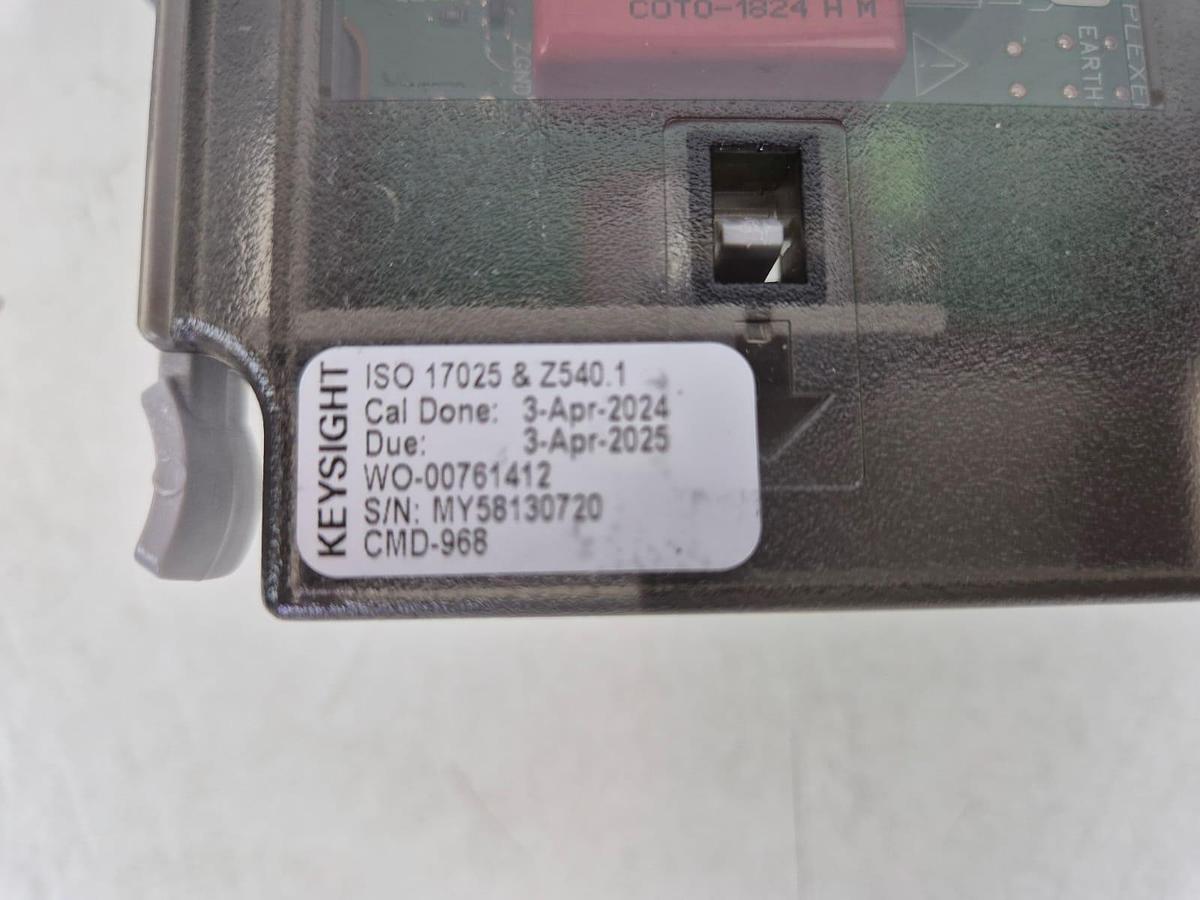 COTO-1824 H M
ZGND
EARTH
KEYSIGHT
ISO 17025 & Z540.1
Cal Done: 3-Apr-2024
Due: 3-Apr-2025
WO-00761412
S/N: MY58130720
CMD-968